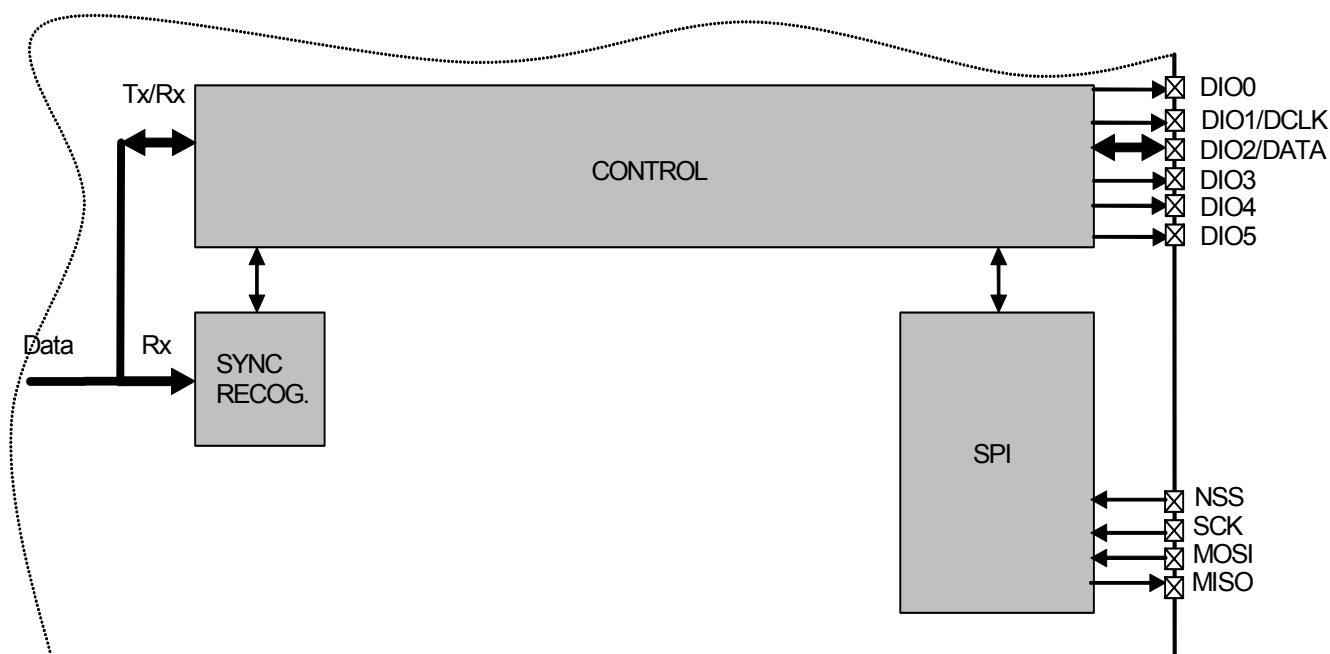 Tx/Rx
CONTROL
DIO0
DIO1/DCLK
DIO2/DATA
DIO3
DIO4
DIO5
Data
Rx
SYNC
RECOG.
SPI
NSS
SCK
MOSI
MISO